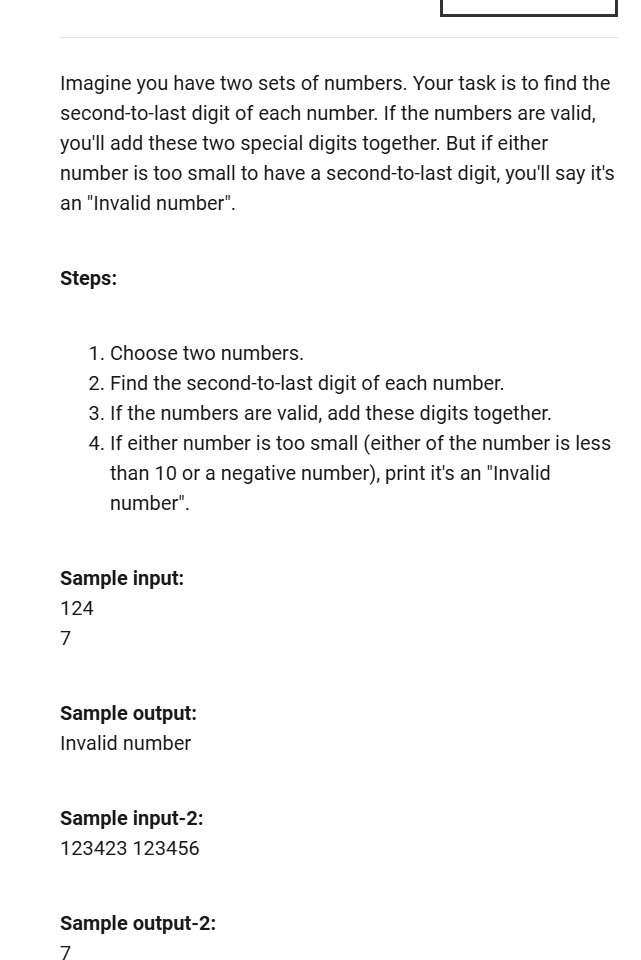 Imagine you have two sets of numbers. Your task is to find the
second-to-last digit of each number. If the numbers are valid,
you'll add these two special digits together. But if either
number is too small to have a second-to-last digit, you'll say it's
an "Invalid number".
Steps:
1. Choose two numbers.
2. Find the second-to-last digit of each number.
3. If the numbers are valid, add these digits together.
4. If either number is too small (either of the number is less
than 10 or a negative number), print it's an "Invalid
number".
Sample input:
124
7
Sample output:
Invalid number
Sample input-2:
123423 123456
Sample output-2:
7